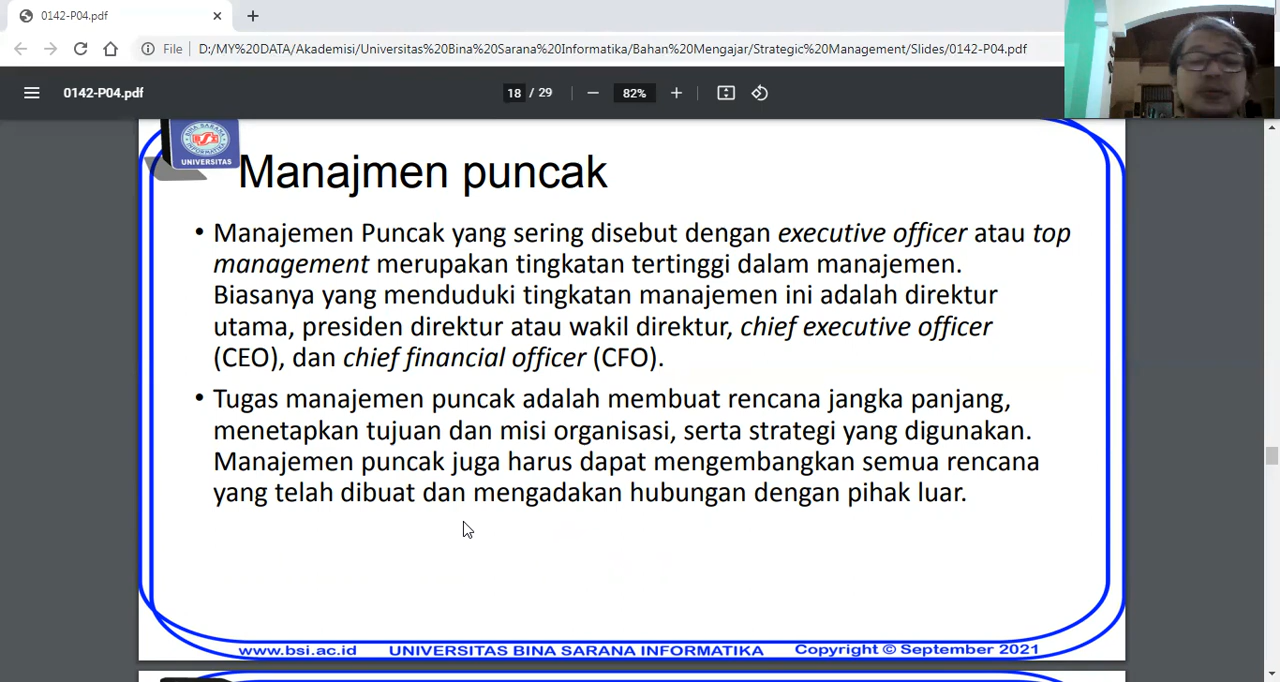 0142-P04.pdf
File D:/MY%20DATA/Akademisi/Universitas%20Bina%20Sarana%20Informatika/Bahan%20Mengajar/Strategic%20Management/Slides/0142-P04.pdf
0142-P04.pdf 18 / 29 82%
BINA SARANA
INFORMATIKA
UNIVERSITAS
Manajmen puncak
• Manajemen Puncak yang sering disebut dengan executive officer atau top
management merupakan tingkatan tertinggi dalam manajemen.
Biasanya yang menduduki tingkatan manajemen ini adalah direktur
utama, presiden direktur atau wakil direktur, chief executive officer
(CEO), dan chief financial officer (CFO).
• Tugas manajemen puncak adalah membuat rencana jangka panjang,
menetapkan tujuan dan misi organisasi, serta strategi yang digunakan.
Manajemen puncak juga harus dapat mengembangkan semua rencana
yang telah dibuat dan mengadakan hubungan dengan pihak luar.
www.bsi.ac.id UNIVERSITAS BINA SARANA INFORMATIKA Copyright © September 2021